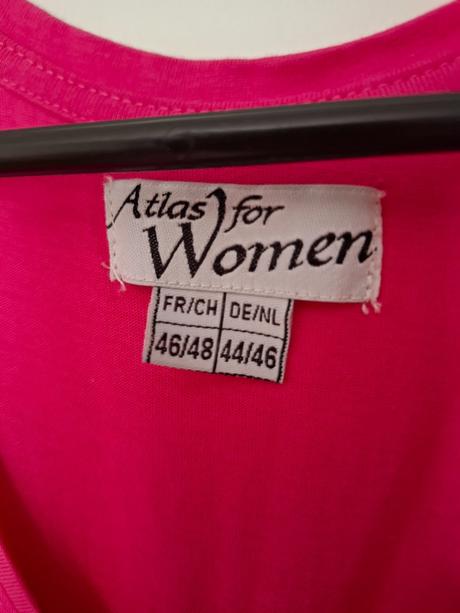 Atlas for
Women
FR/CH DE/NL
46/48 44/46